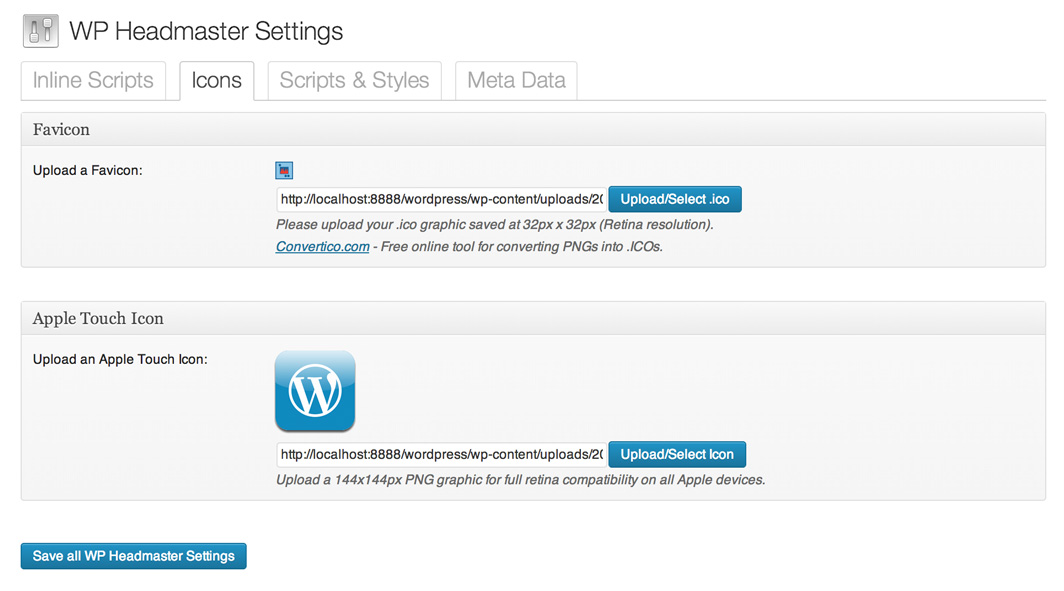 WP Headmaster Settings
Inline Scripts
Icons
Scripts & Styles
Meta Data
Favicon
Upload a Favicon:
http://localhost:8888/wordpress/wp-content/uploads/20
Upload/Select .ico
Please upload your .ico graphic saved at 32px x 32px (Retina resolution).
Convertico.com - Free online tool for converting PNGs into .ICOs.
Apple Touch Icon
Upload an Apple Touch Icon:
http://localhost:8888/wordpress/wp-content/uploads/20
Upload/Select Icon
Upload a 144x144px PNG graphic for full retina compatibility on all Apple devices.
Save all WP Headmaster Settings